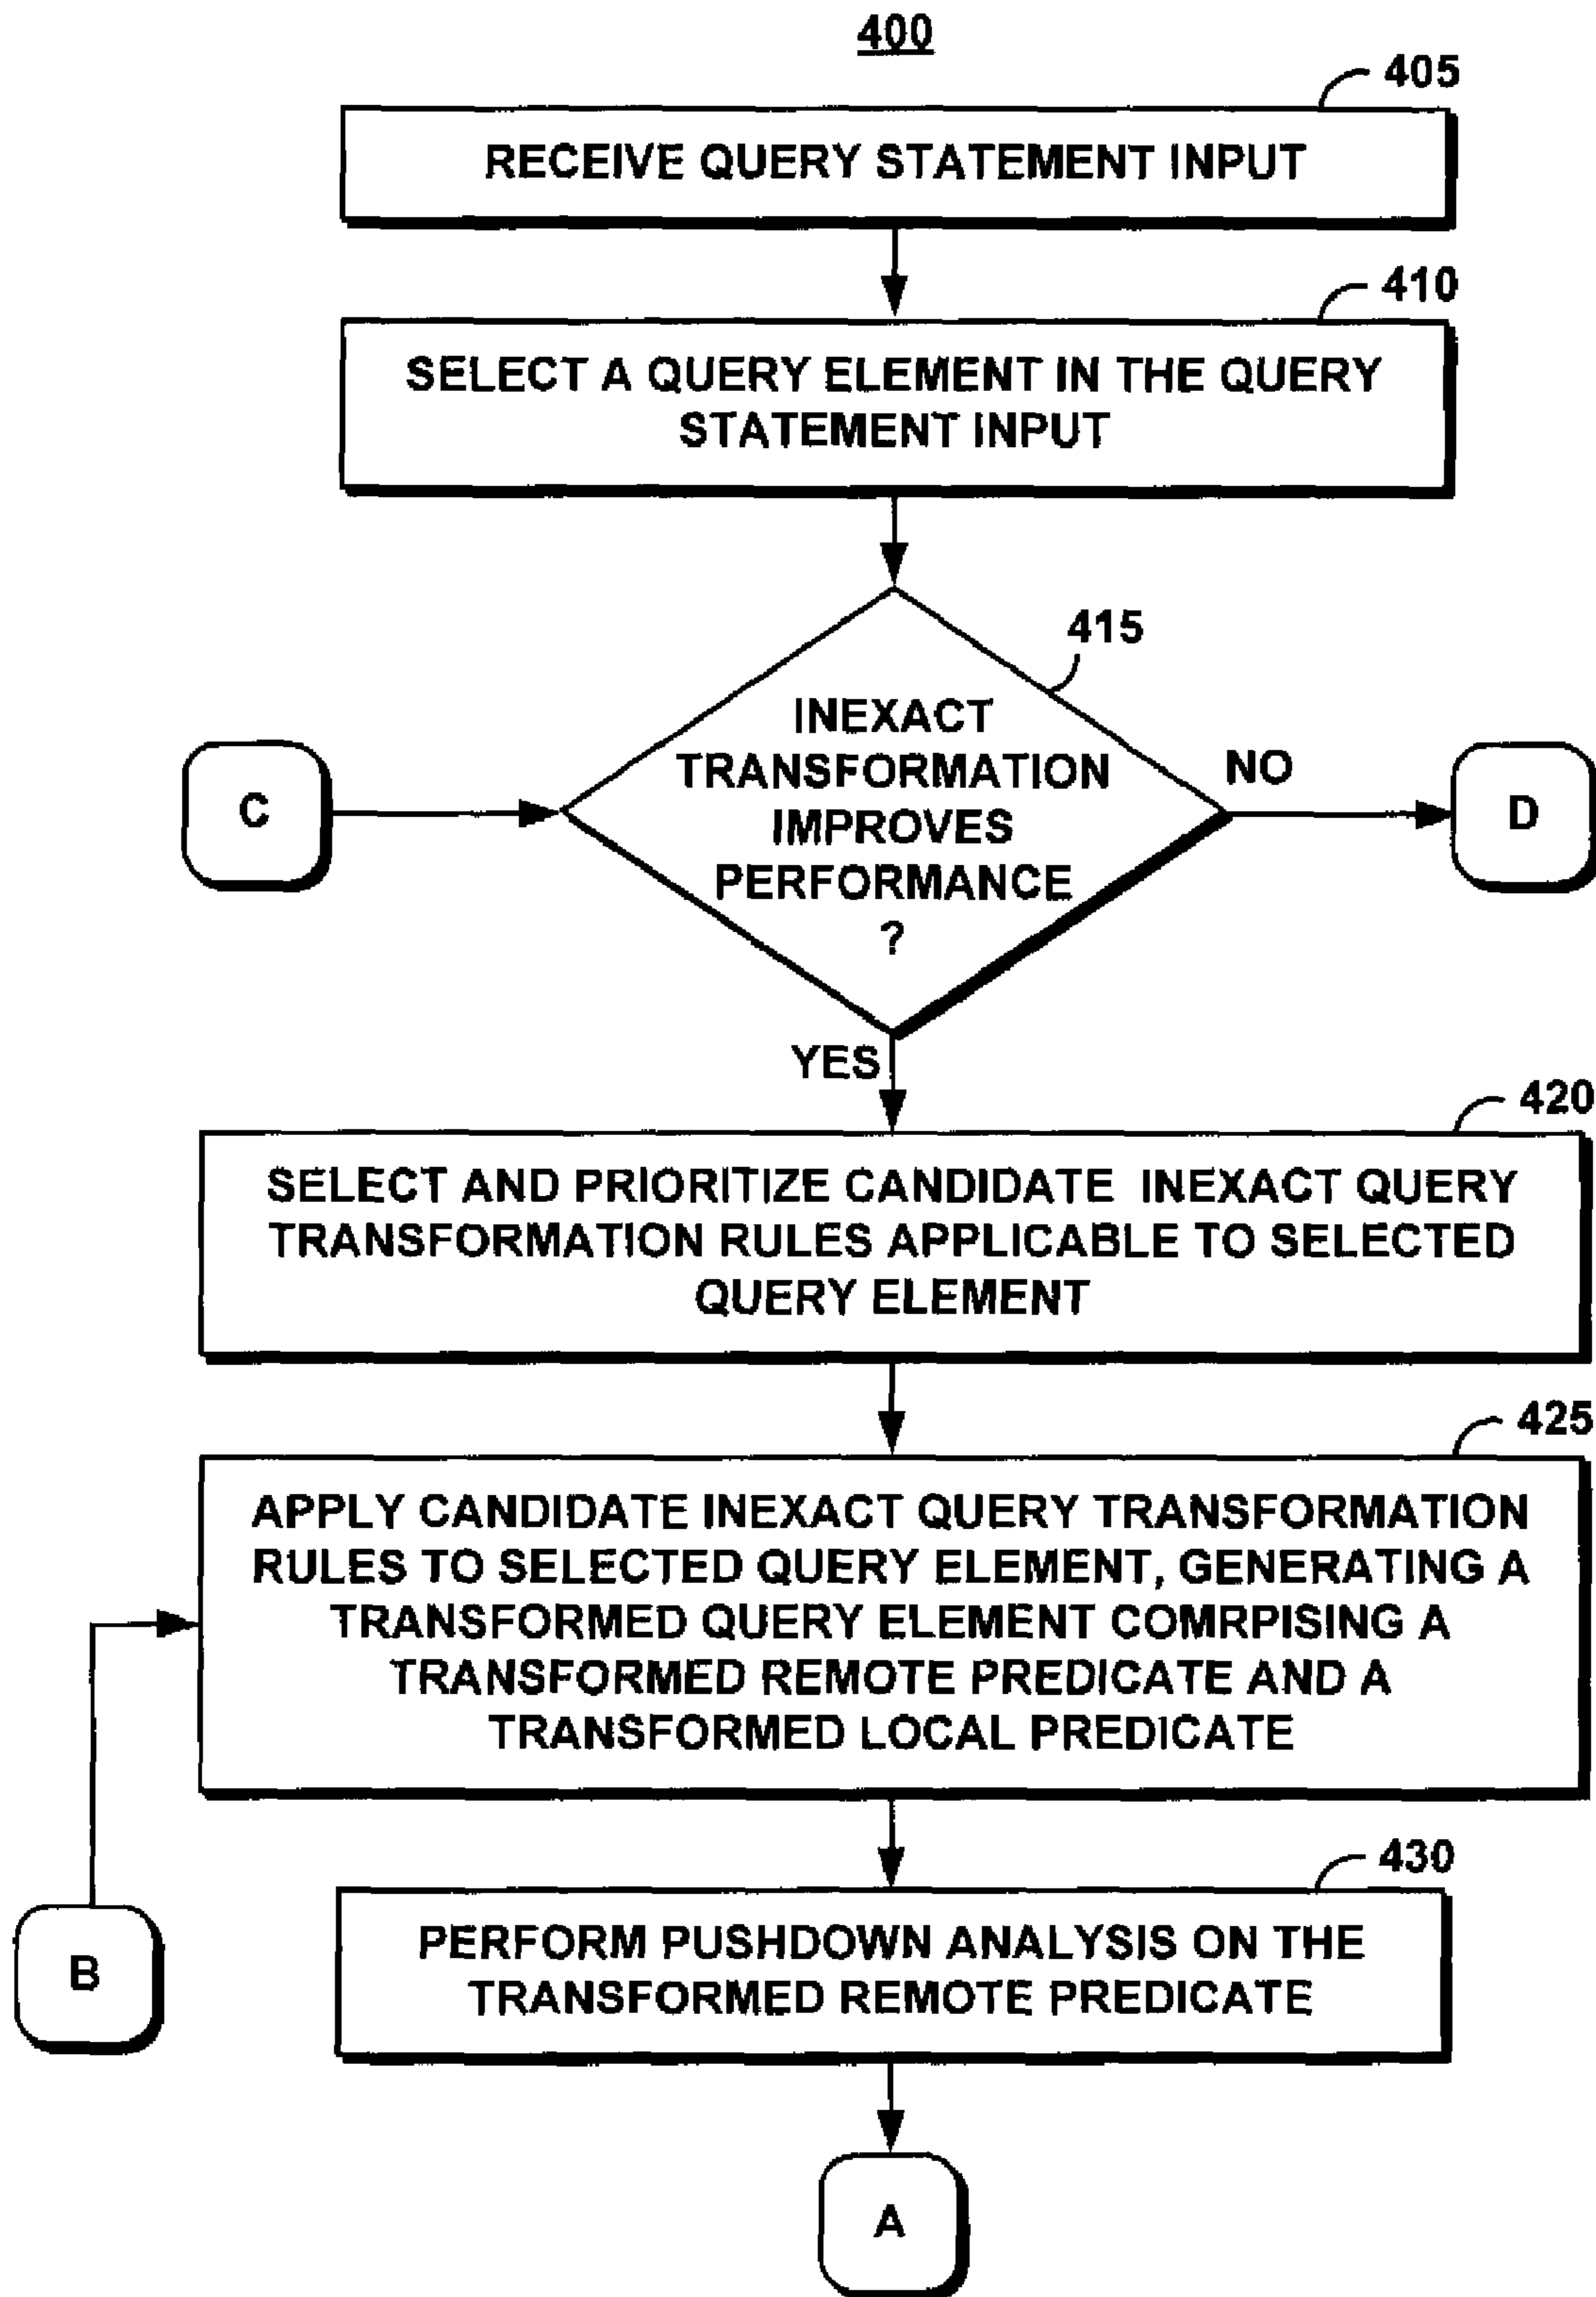 400
405
RECEIVE QUERY STATEMENT INPUT
410
SELECT A QUERY ELEMENT IN THE QUERY
STATEMENT INPUT
415
INEXACT
TRANSFORMATION
IMPROVES
PERFORMANCE
?
C
NO
D
YES
420
SELECT AND PRIORITIZE CANDIDATE INEXACT QUERY
TRANSFORMATION RULES APPLICABLE TO SELECTED
QUERY ELEMENT
425
APPLY CANDIDATE INEXACT QUERY TRANSFORMATION
RULES TO SELECTED QUERY ELEMENT, GENERATING A
TRANSFORMED QUERY ELEMENT COMRPISING A
TRANSFORMED REMOTE PREDICATE AND A
TRANSFORMED LOCAL PREDICATE
B
430
PERFORM PUSHDOWN ANALYSIS ON THE
TRANSFORMED REMOTE PREDICATE
A